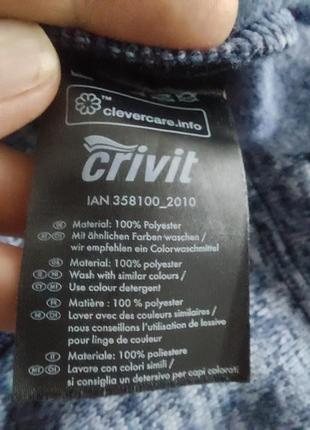 ™
clevercare.info
crivit
IAN 358100_2010
Material: 100% Polyester
Mit ähnlichen Farben waschen /
wir empfehlen ein Colorwaschmittel
Material: 100% Polyester
Wash with similar colours /
Use colour detergent
Matière : 100 % polyester
Laver avec des couleurs similaires /
nous conseillons l'utilisation de lessive
pour linge de couleur
Materiale: 100% poliestere
Lavare con colori simili /
si consiglia un detersivo per capi colorati